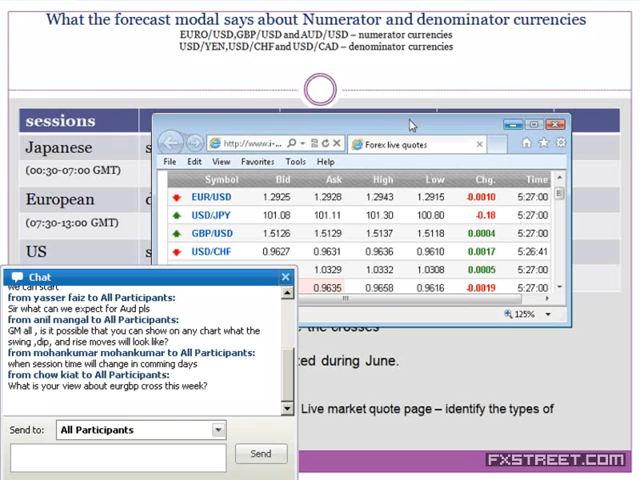 What the forecast modal says about Numerator and denominator currencies
EURO/USD,GBP/USD and AUD/USD – numerator currencies
USD/YEN,USD/CHF and USD/CAD – denominator currencies
sessions
Japanese
(00:30-07:00 GMT)
European
(07:30-13:00 GMT)
US
http://www.i-...
Forex live quotes
File Edit View Favorites Tools Help
Symbol Bid Ask High Low Chg. Time
EUR/USD 1.2925 1.2928 1.2943 1.2915 -0.0010 5:27:00
USD/JPY 101.08 101.11 101.30 100.80 -0.18 5:27:00
GBP/USD 1.5126 1.5129 1.5137 1.5118 0.0004 5:27:00
USD/CHF 0.9627 0.9631 0.9636 0.9610 0.0017 5:26:41
1.0329 1.0332 1.0308 0.0005 5:27:00
0.9635 0.9658 0.9616 -0.0019 5:27:00
125%
Chat
we can start
from yasser faiz to All Participants:
Sir what can we expect for Aud pls
from anil mangal to All Participants:
GM all , is it possible that you can show on any chart what the
swing ,dip, and rise moves will look like?
from mohankumar mohankumar to All Participants:
when session time will change in comming days
from chow kiat to All Participants:
What is your view about eurgbp cross this week?
Send to: All Participants
Send
the crosses
ted during June.
Live market quote page – identify the types of
FXSTREET.COM